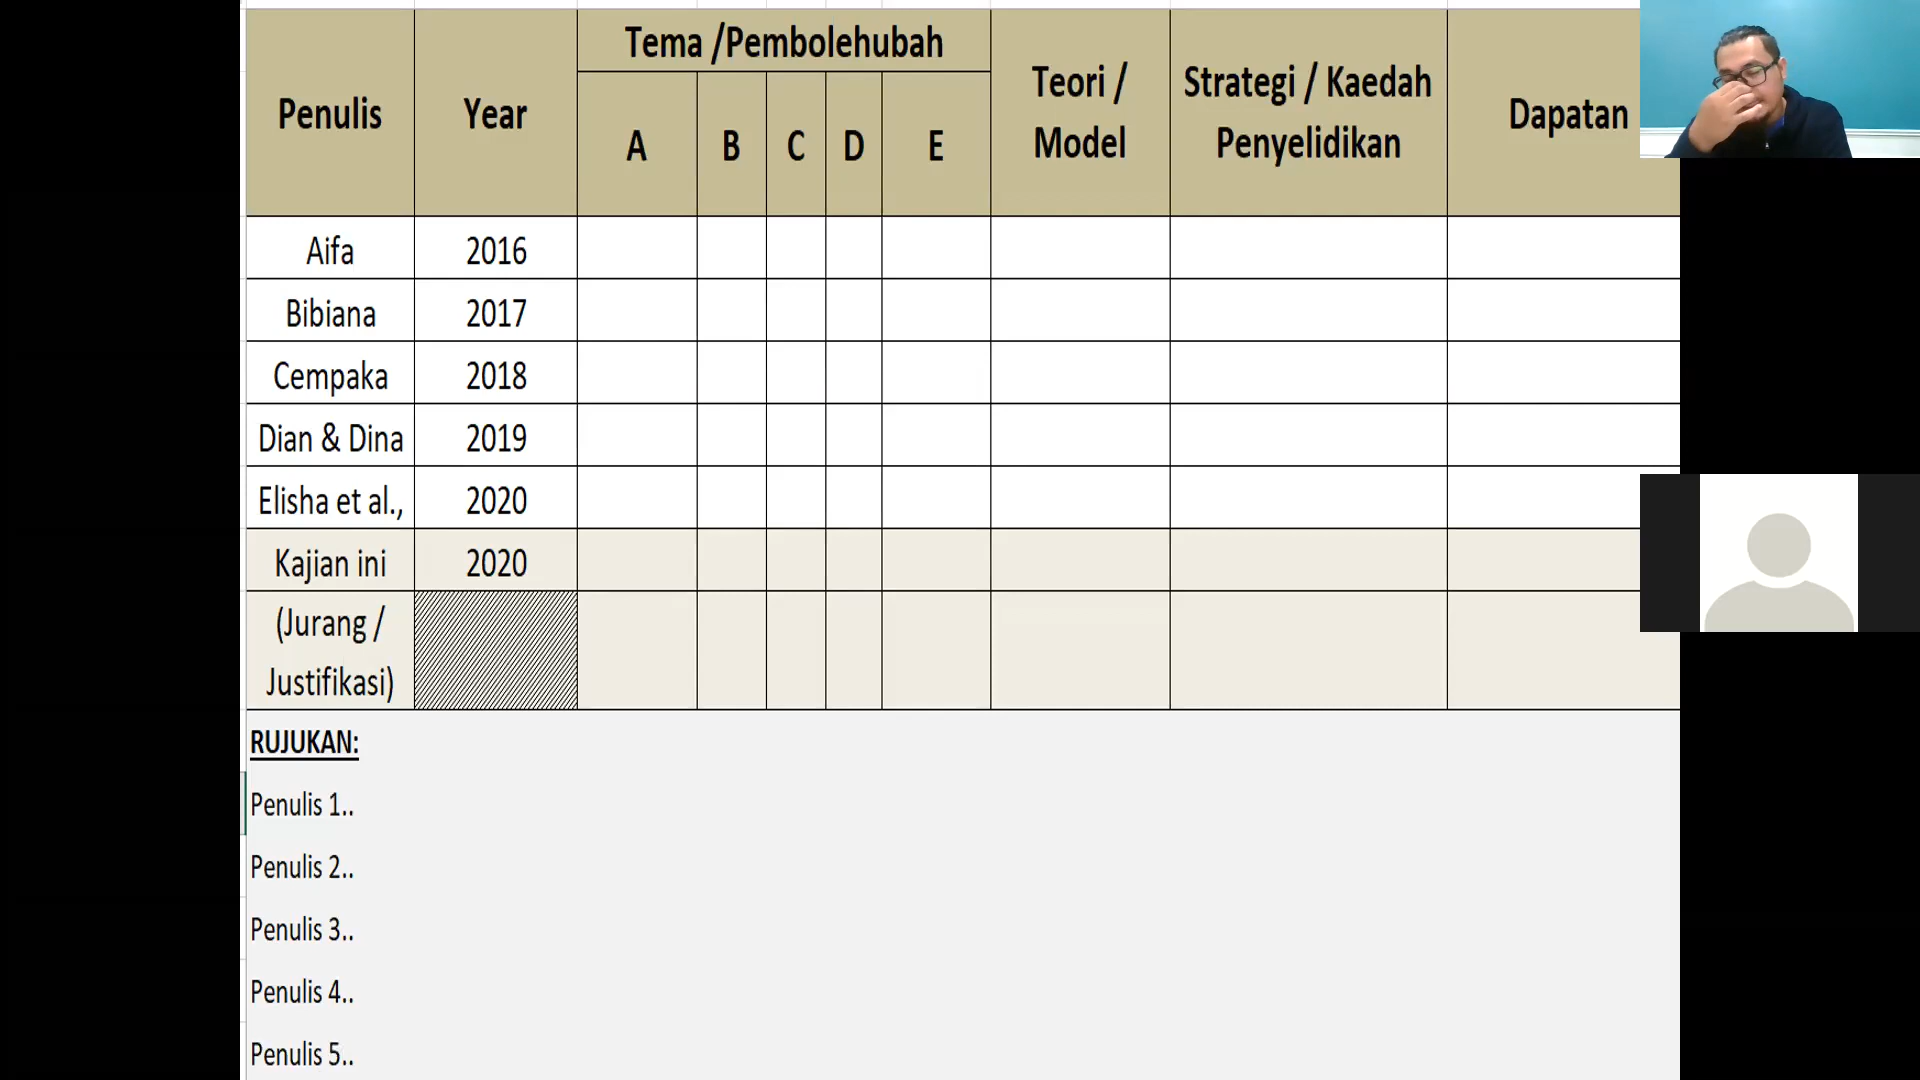 Penulis
Year
Tema /Pembolehubah
A B C D E
Teori /
Model
Strategi / Kaedah
Penyelidikan
Dapatan
Aifa 2016
Bibiana 2017
Cempaka 2018
Dian & Dina 2019
Elisha et al., 2020
Kajian ini 2020
(Jurang /
Justifikasi)
RUJUKAN:
Penulis 1..
Penulis 2..
Penulis 3..
Penulis 4..
Penulis 5..